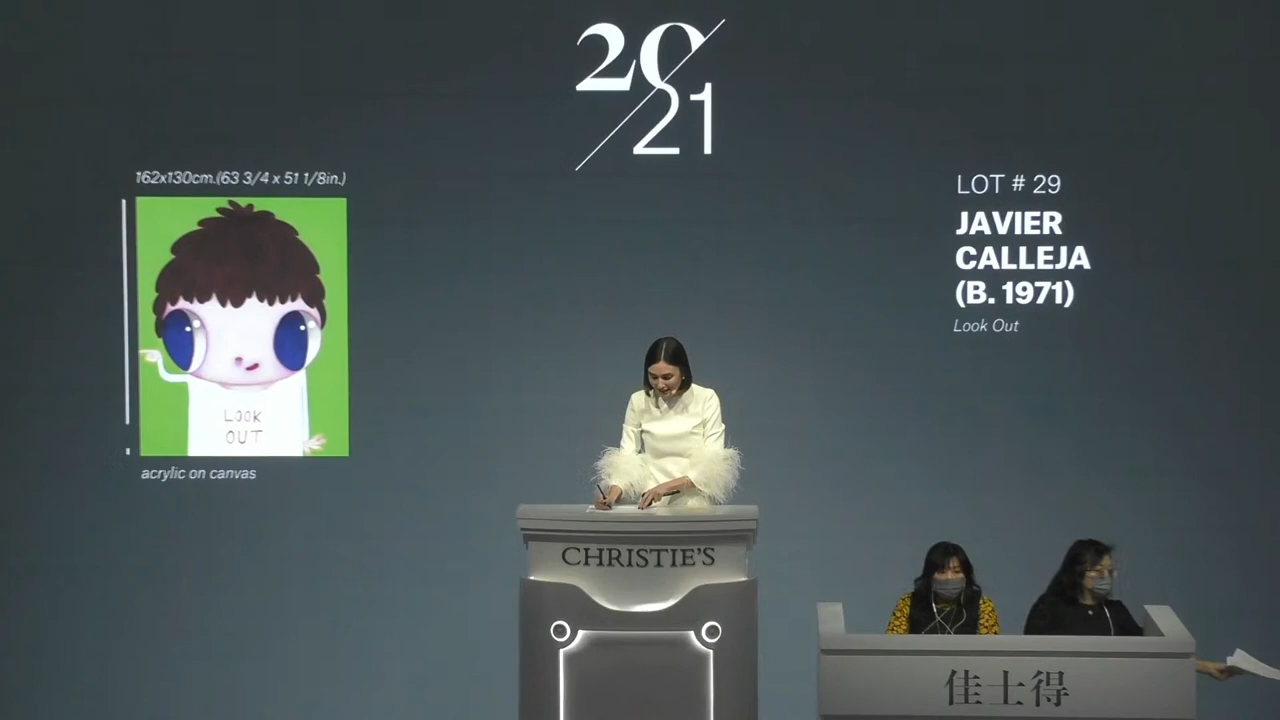 20
21
162x130cm.(63 3/4 x 51 1/8in.)
LOOK
OUT
acrylic on canvas
LOT # 29
JAVIER
CALLEJA
(B. 1971)
Look Out
CHRISTIE'S
佳士得